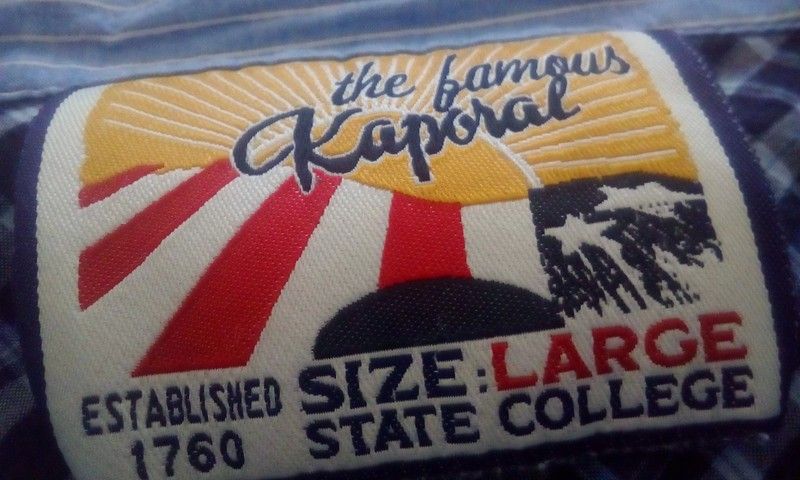 the famous
Kaporal
ESTABLISHED
1760
SIZE: LARGE
STATE COLLEGE